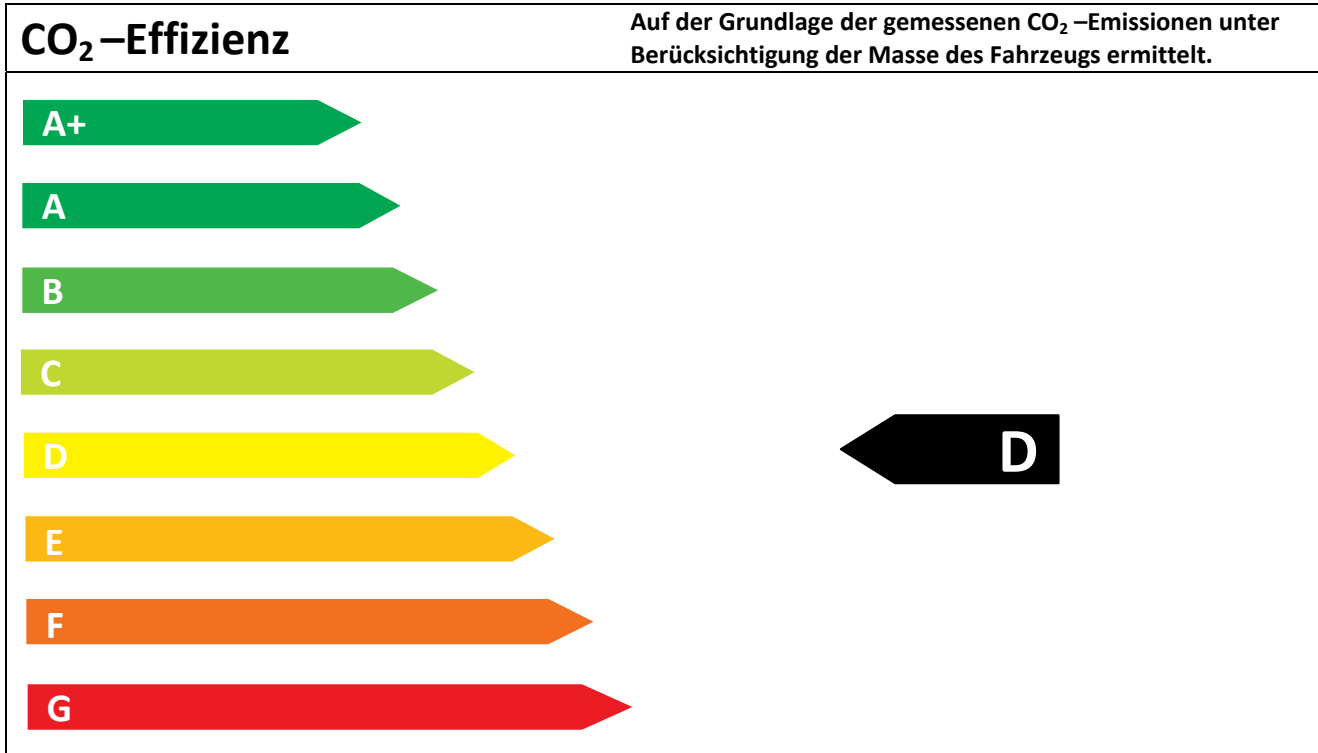 CO₂ –Effizienz
Auf der Grundlage der gemessenen CO₂ –Emissionen unter
Berücksichtigung der Masse des Fahrzeugs ermittelt.
A+
A
B
C
D
D
E
F
G